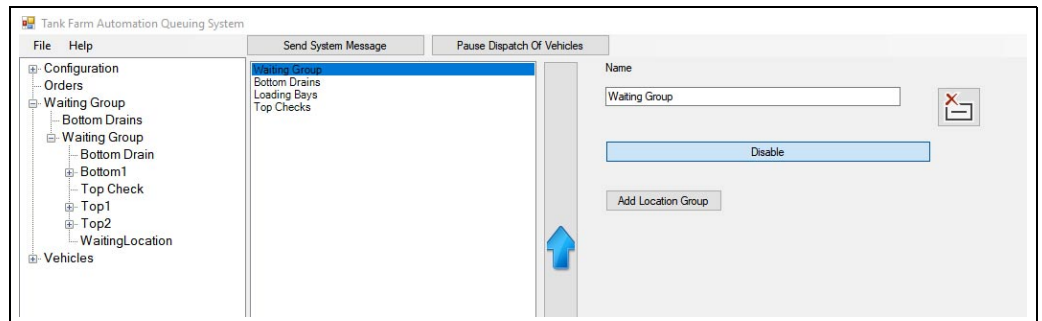 Tank Farm Automation Queuing System
File Help Send System Message Pause Dispatch Of Vehicles
Configuration
Orders
Waiting Group
Bottom Drains
Waiting Group
Bottom Drain
Bottom1
Top Check
Top1
Top2
WaitingLocation
Vehicles
Waiting Group
Bottom Drains
Loading Bays
Top Checks
Name
Waiting Group
Disable
Add Location Group